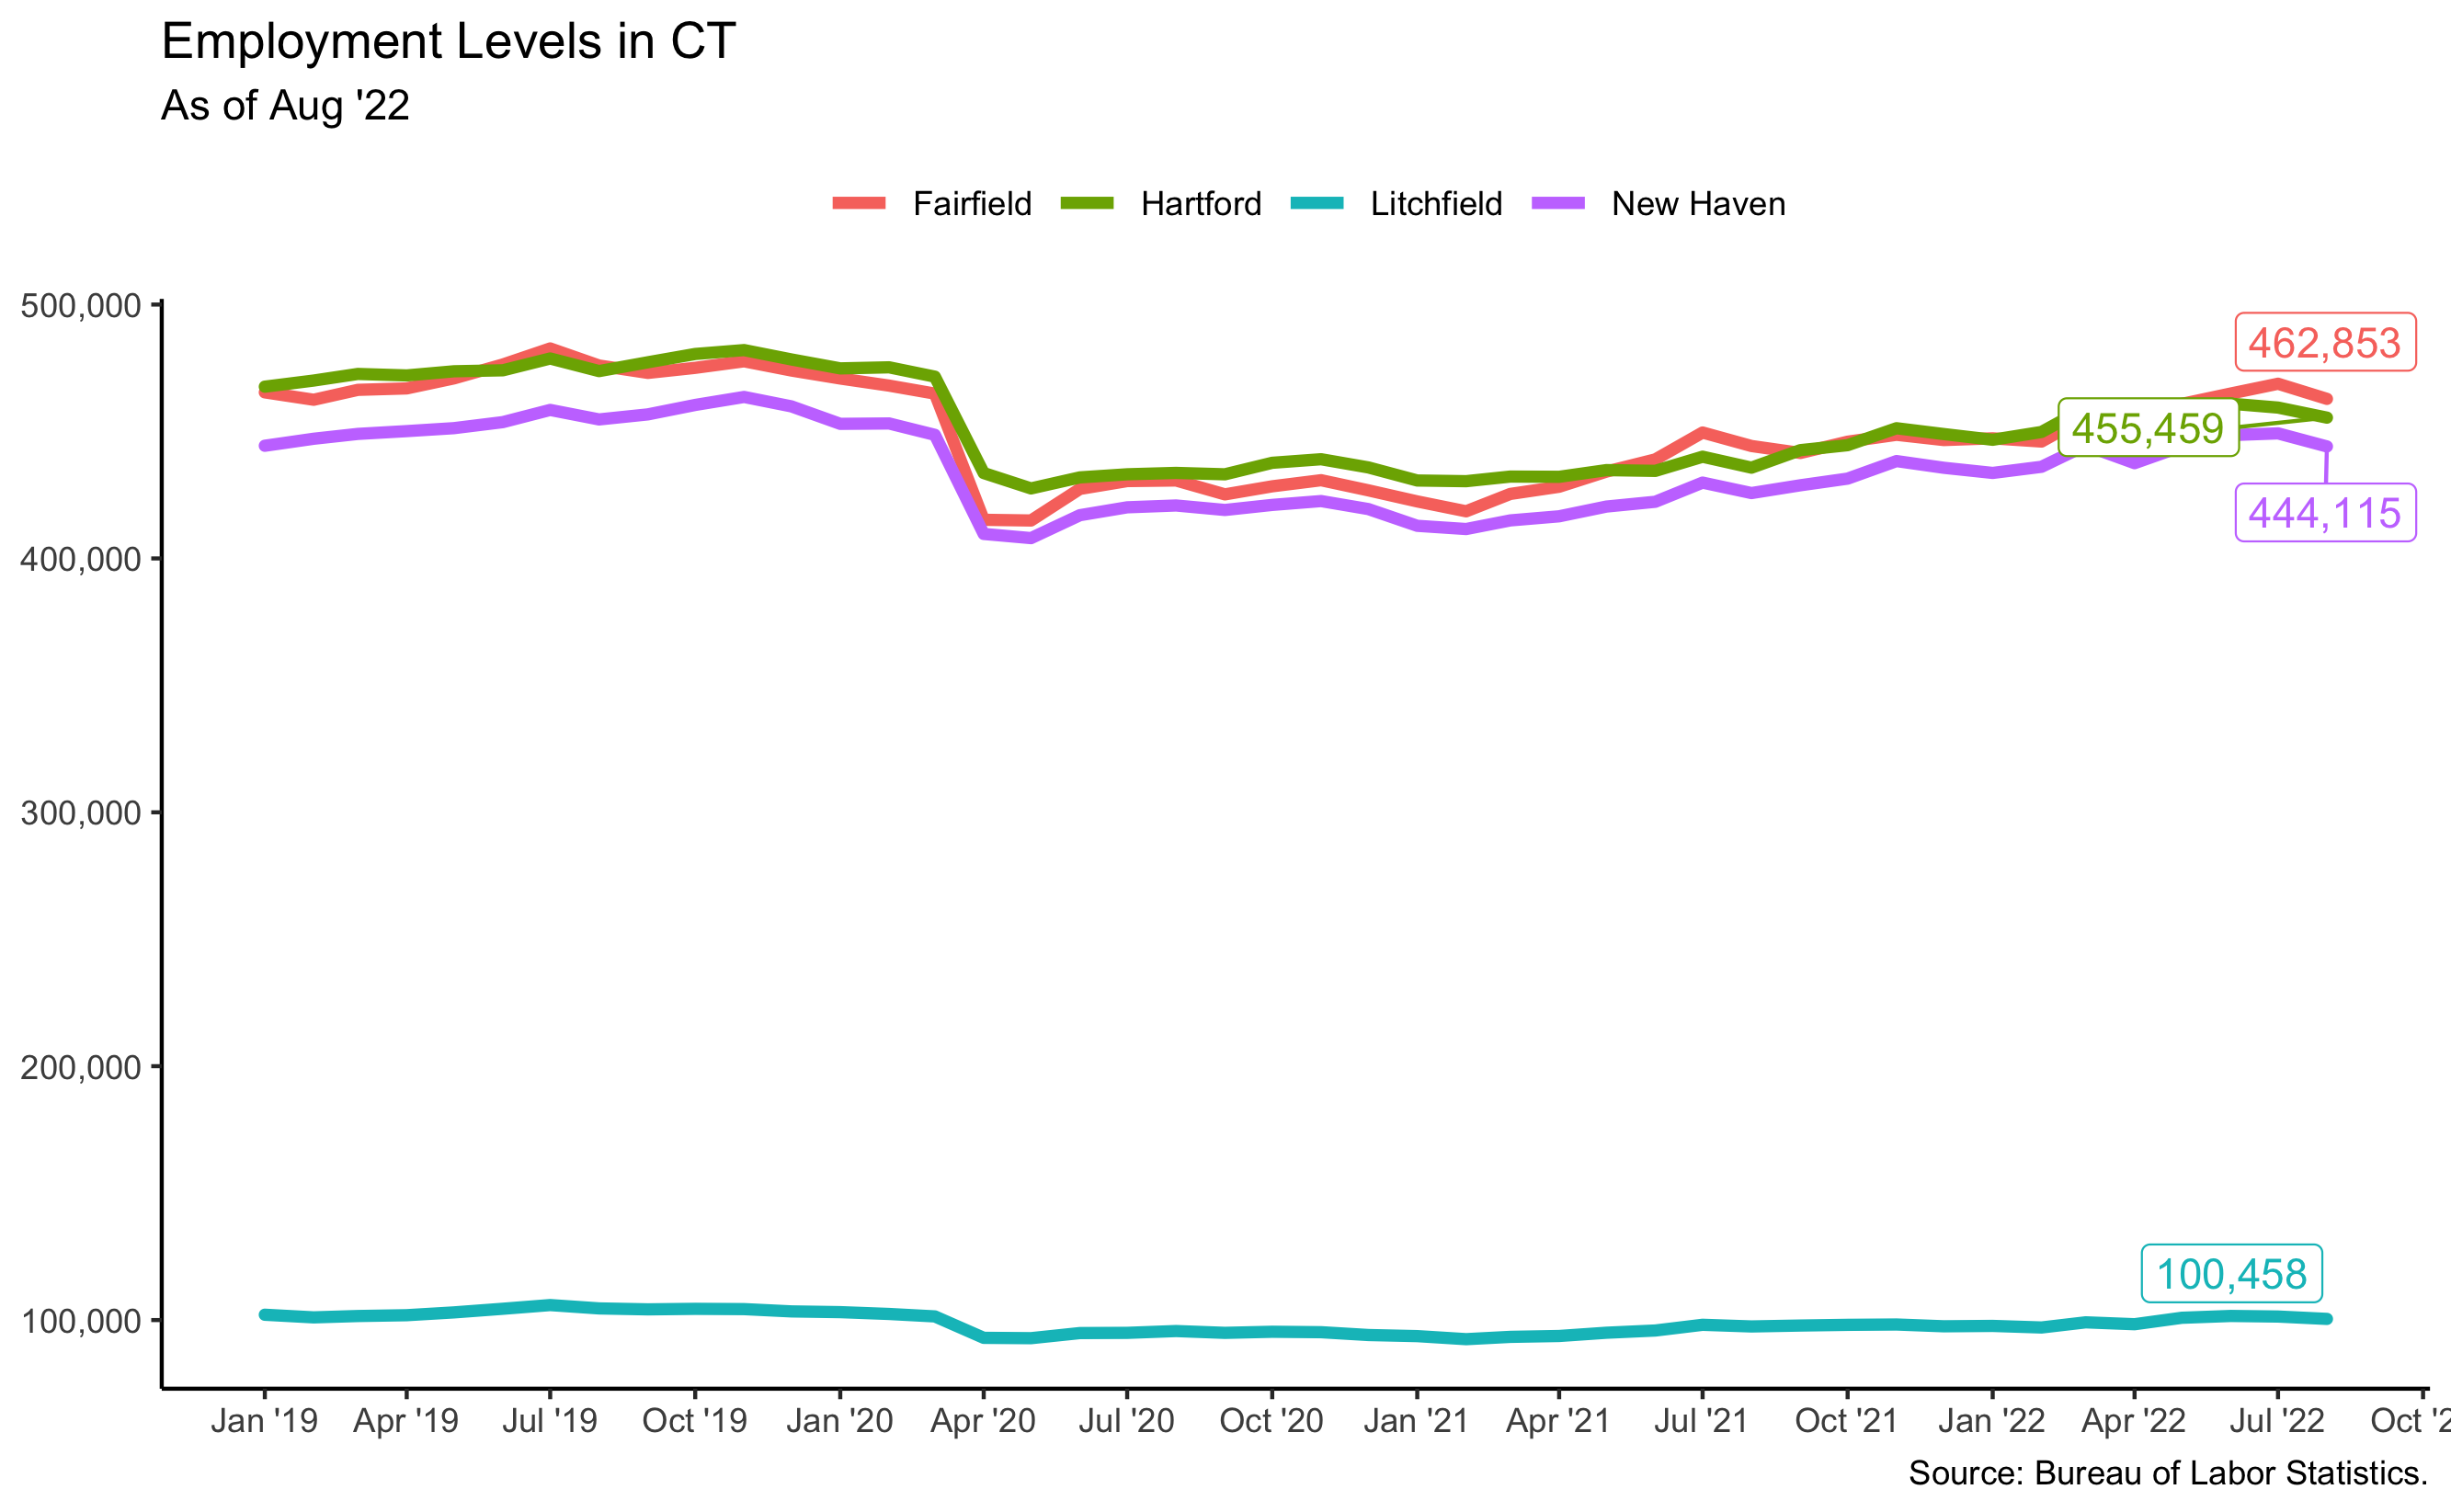 Employment Levels in CT
As of Aug '22
Fairfield Hartford Litchfield New Haven
500,000
400,000
300,000
200,000
100,000
462,853
455,459
444,115
100,458
Jan '19 Apr '19 Jul '19 Oct '19 Jan '20 Apr '20 Jul '20 Oct '20 Jan '21 Apr '21 Jul '21 Oct '21 Jan '22 Apr '22 Jul '22 Oct '2
Source: Bureau of Labor Statistics.